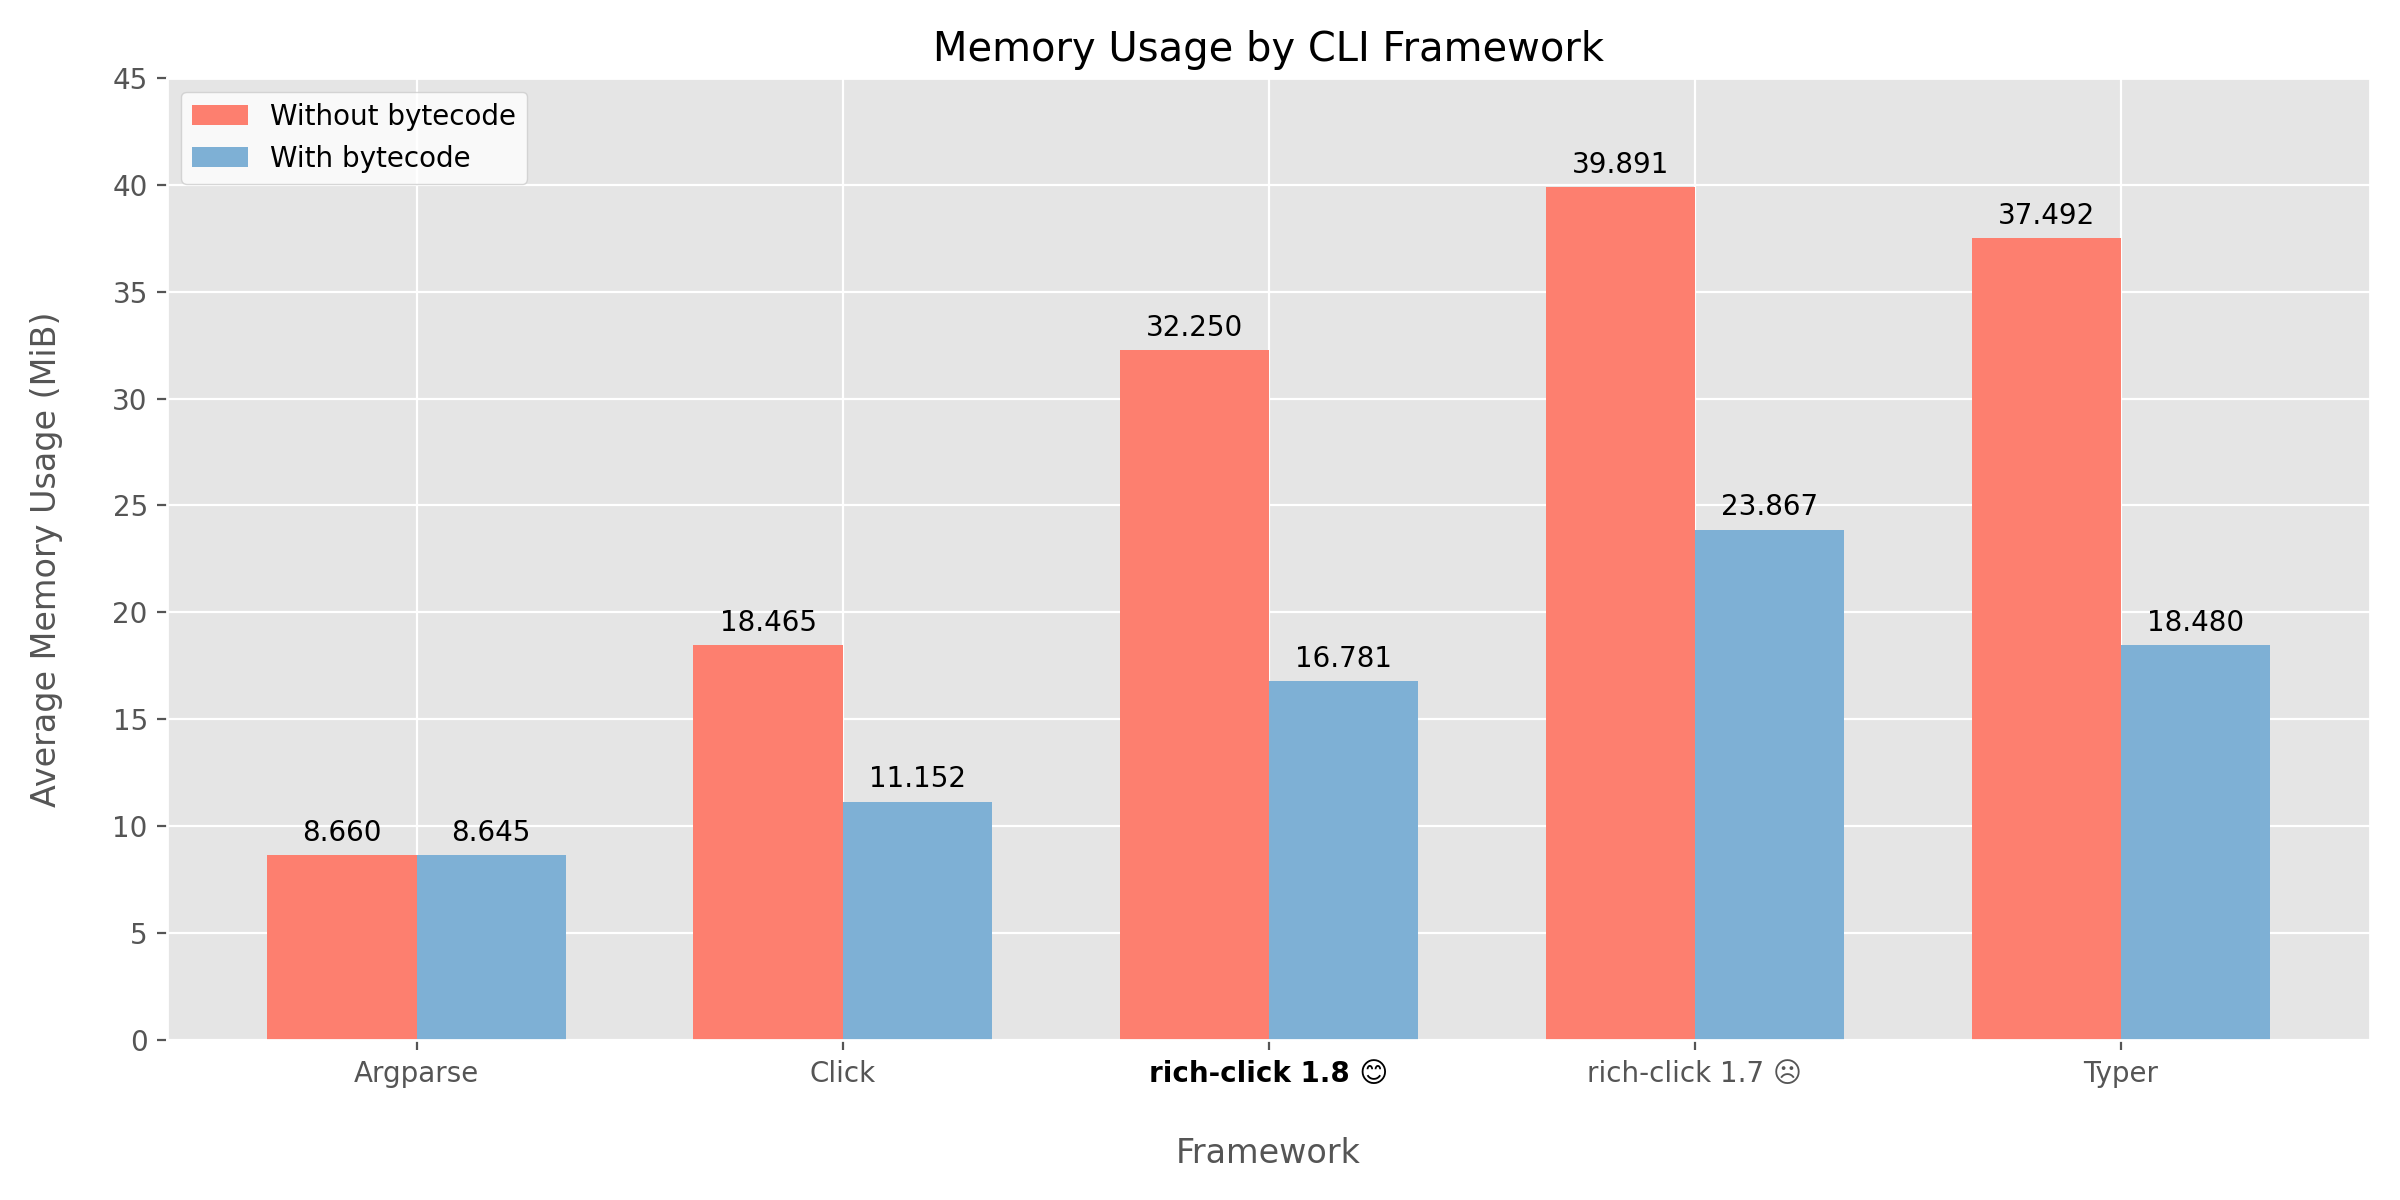 Memory Usage by CLI Framework
Without bytecode
With bytecode
Average Memory Usage (MiB)
45
40
35
30
25
20
15
10
5
0
8.660
8.645
18.465
11.152
32.250
16.781
39.891
23.867
37.492
18.480
Argparse
Click
rich-click 1.8 😊
rich-click 1.7 ☹
Typer
Framework